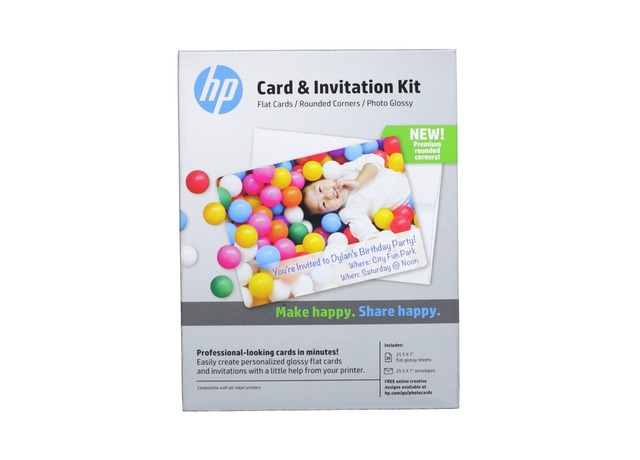 hp
Card & Invitation Kit
Flat Cards / Rounded Corners / Photo Glossy
NEW!
Premium
rounded
corners!
You're Invited to Dylan's Birthday Party!
Where: City Fun Park
When: Saturday @ Noon
Make happy. Share happy.
Professional-looking cards in minutes!
Easily create personalized glossy flat cards
and invitations with a little help from your printer.
Compatible with all inkjet printers
Includes:
25 5 X 7"
flat glossy sheets
25 5 X 7" envelopes
FREE online creative
designs available at
hp.com/go/photocards